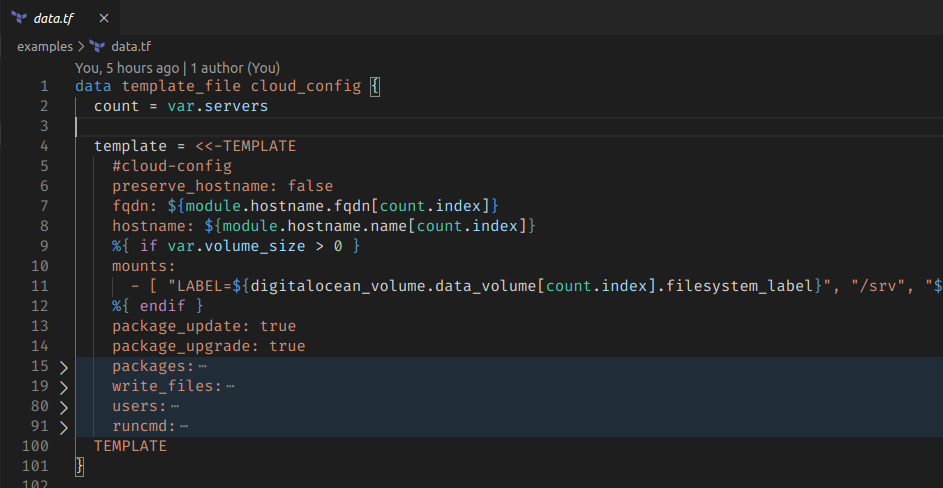 data.tf ×
examples > data.tf
You, 5 hours ago | 1 author (You)
1 data template_file cloud_config {
2 count = var.servers
3
4 template = <<-TEMPLATE
5 #cloud-config
6 preserve_hostname: false
7 fqdn: ${module.hostname.fqdn[count.index]}
8 hostname: ${module.hostname.name[count.index]}
9 %{ if var.volume_size > 0 }
10 mounts:
11 - [ "LABEL=${digitalocean_volume.data_volume[count.index].filesystem_label}", "/srv", "$
12 %{ endif }
13 package_update: true
14 package_upgrade: true
15 > packages:⋯
19 > write_files:⋯
80 > users:⋯
91 > runcmd:⋯
100 TEMPLATE
101 }
102